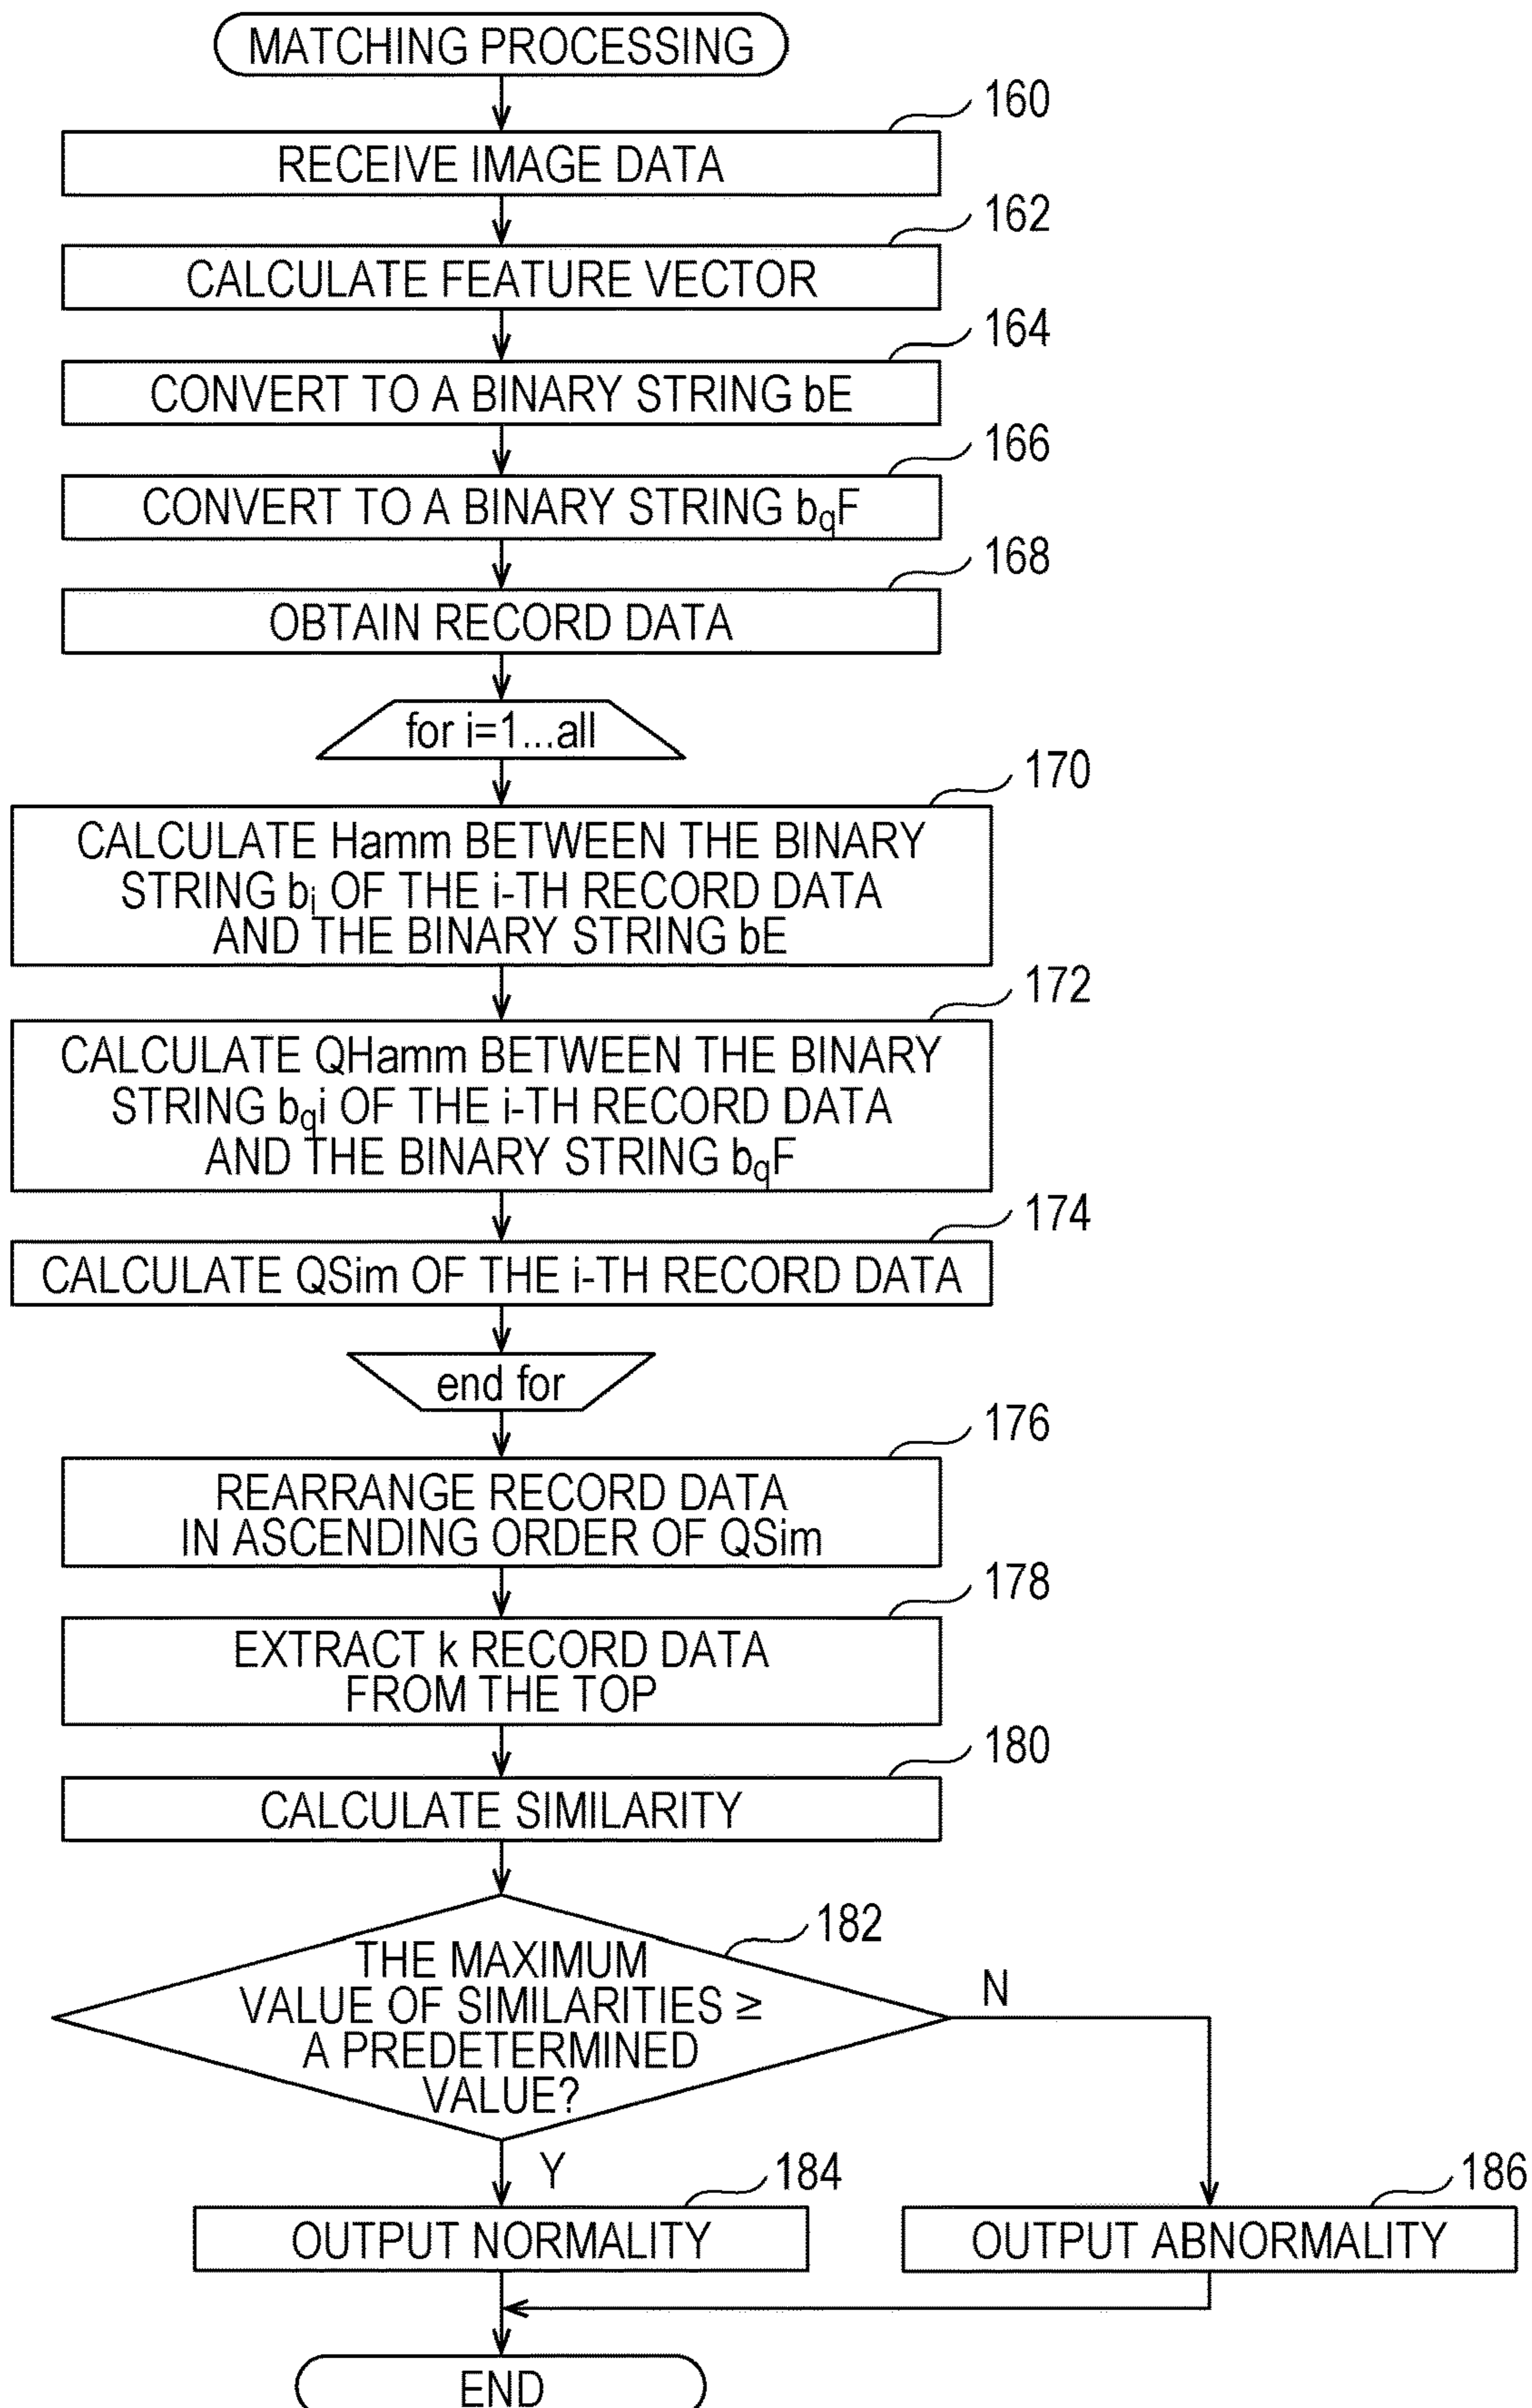 MATCHING PROCESSING
160
RECEIVE IMAGE DATA
162
CALCULATE FEATURE VECTOR
164
CONVERT TO A BINARY STRING bE
166
CONVERT TO A BINARY STRING bqF
168
OBTAIN RECORD DATA
for i=1...all
170
CALCULATE Hamm BETWEEN THE BINARY
STRING bi OF THE i-TH RECORD DATA
AND THE BINARY STRING bE
172
CALCULATE QHamm BETWEEN THE BINARY
STRING bqi OF THE i-TH RECORD DATA
AND THE BINARY STRING bqF
174
CALCULATE QSim OF THE i-TH RECORD DATA
end for
176
REARRANGE RECORD DATA
IN ASCENDING ORDER OF QSim
178
EXTRACT k RECORD DATA
FROM THE TOP
180
CALCULATE SIMILARITY
182
THE MAXIMUM
VALUE OF SIMILARITIES ≥
A PREDETERMINED
VALUE?
N
Y
184
OUTPUT NORMALITY
186
OUTPUT ABNORMALITY
END